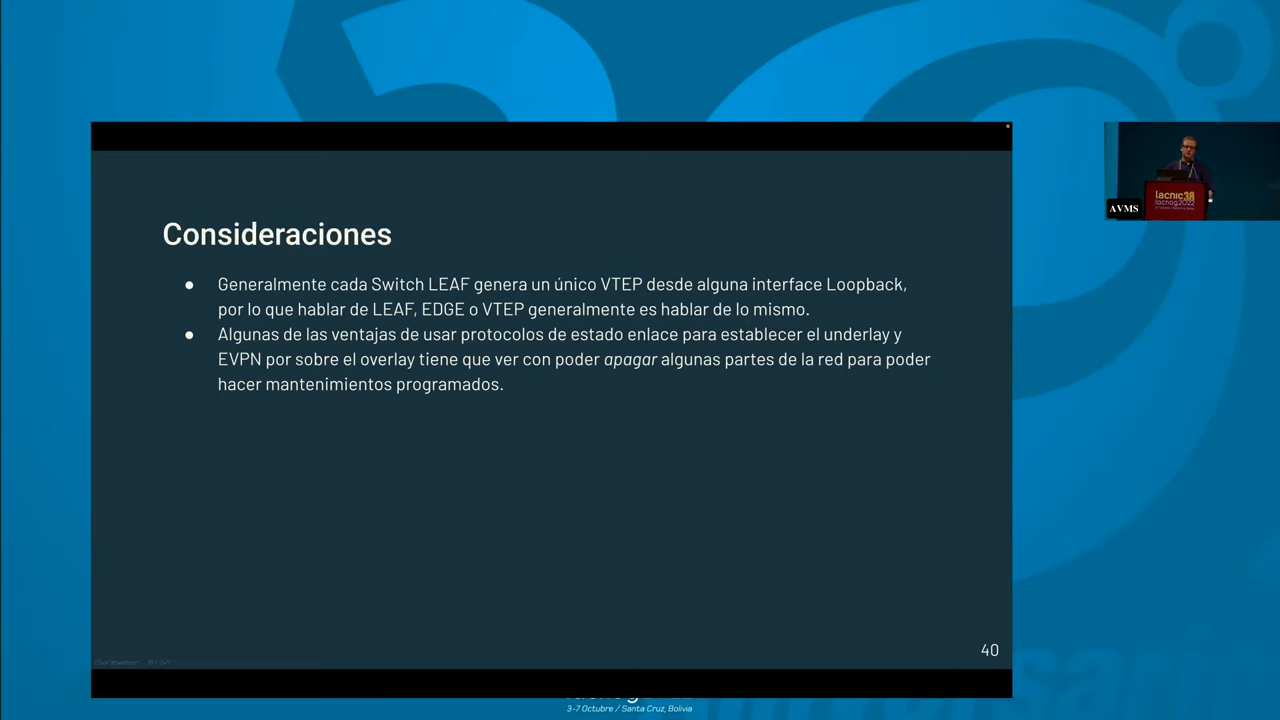 Consideraciones
● Generalmente cada Switch LEAF genera un único VTEP desde alguna interface Loopback,
por lo que hablar de LEAF, EDGE o VTEP generalmente es hablar de lo mismo.
● Algunas de las ventajas de usar protocolos de estado enlace para establecer el underlay y
EVPN por sobre el overlay tiene que ver con poder apagar algunas partes de la red para poder
hacer mantenimientos programados.
40
AVMS
lacnic38
lacnog2022
3-7 Octubre / Santa Cruz, Bolivia